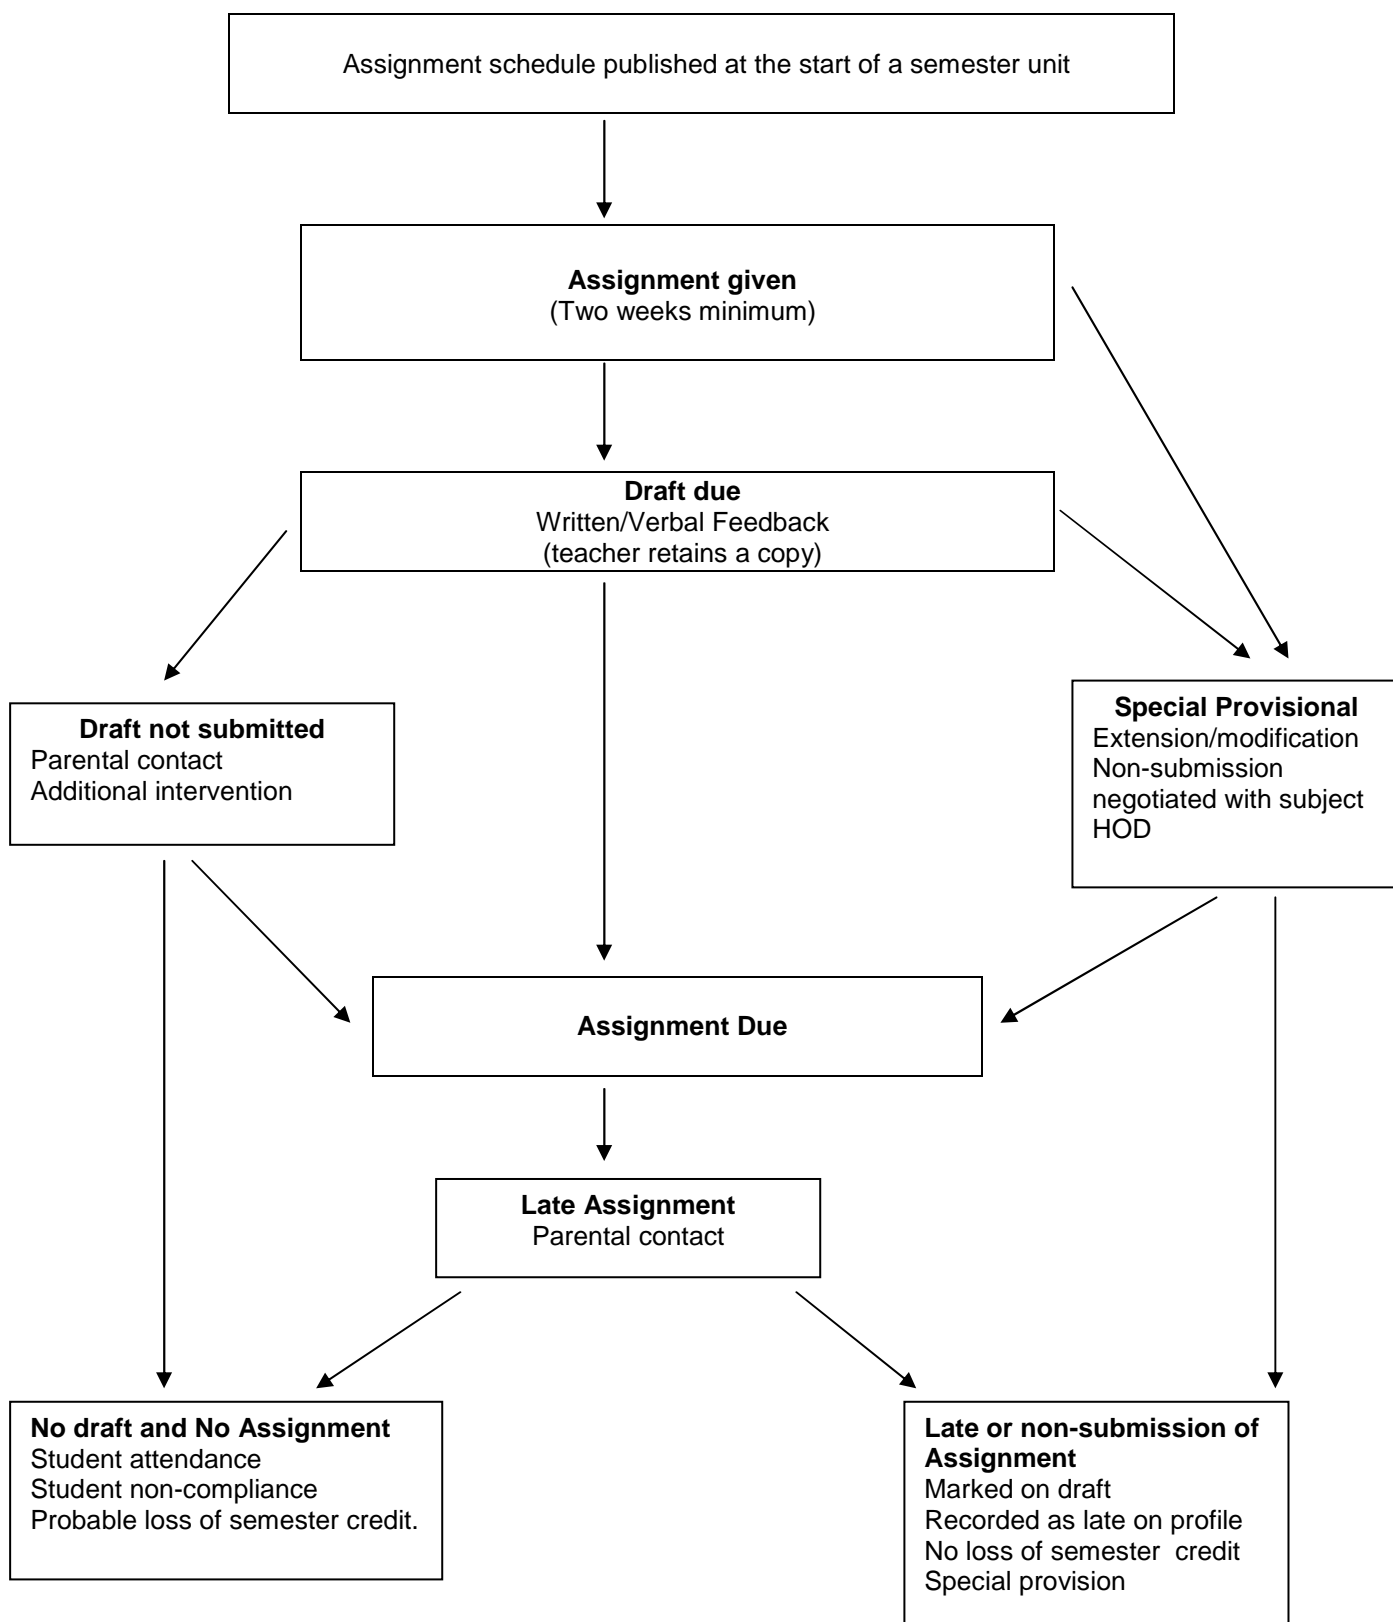 Assignment schedule published at the start of a semester unit
Assignment given
(Two weeks minimum)
Draft due
Written/Verbal Feedback
(teacher retains a copy)
Draft not submitted
Parental contact
Additional intervention
Special Provisional
Extension/modification
Non-submission
negotiated with subject
HOD
Assignment Due
Late Assignment
Parental contact
No draft and No Assignment
Student attendance
Student non-compliance
Probable loss of semester credit.
Late or non-submission of
Assignment
Marked on draft
Recorded as late on profile
No loss of semester  credit
Special provision